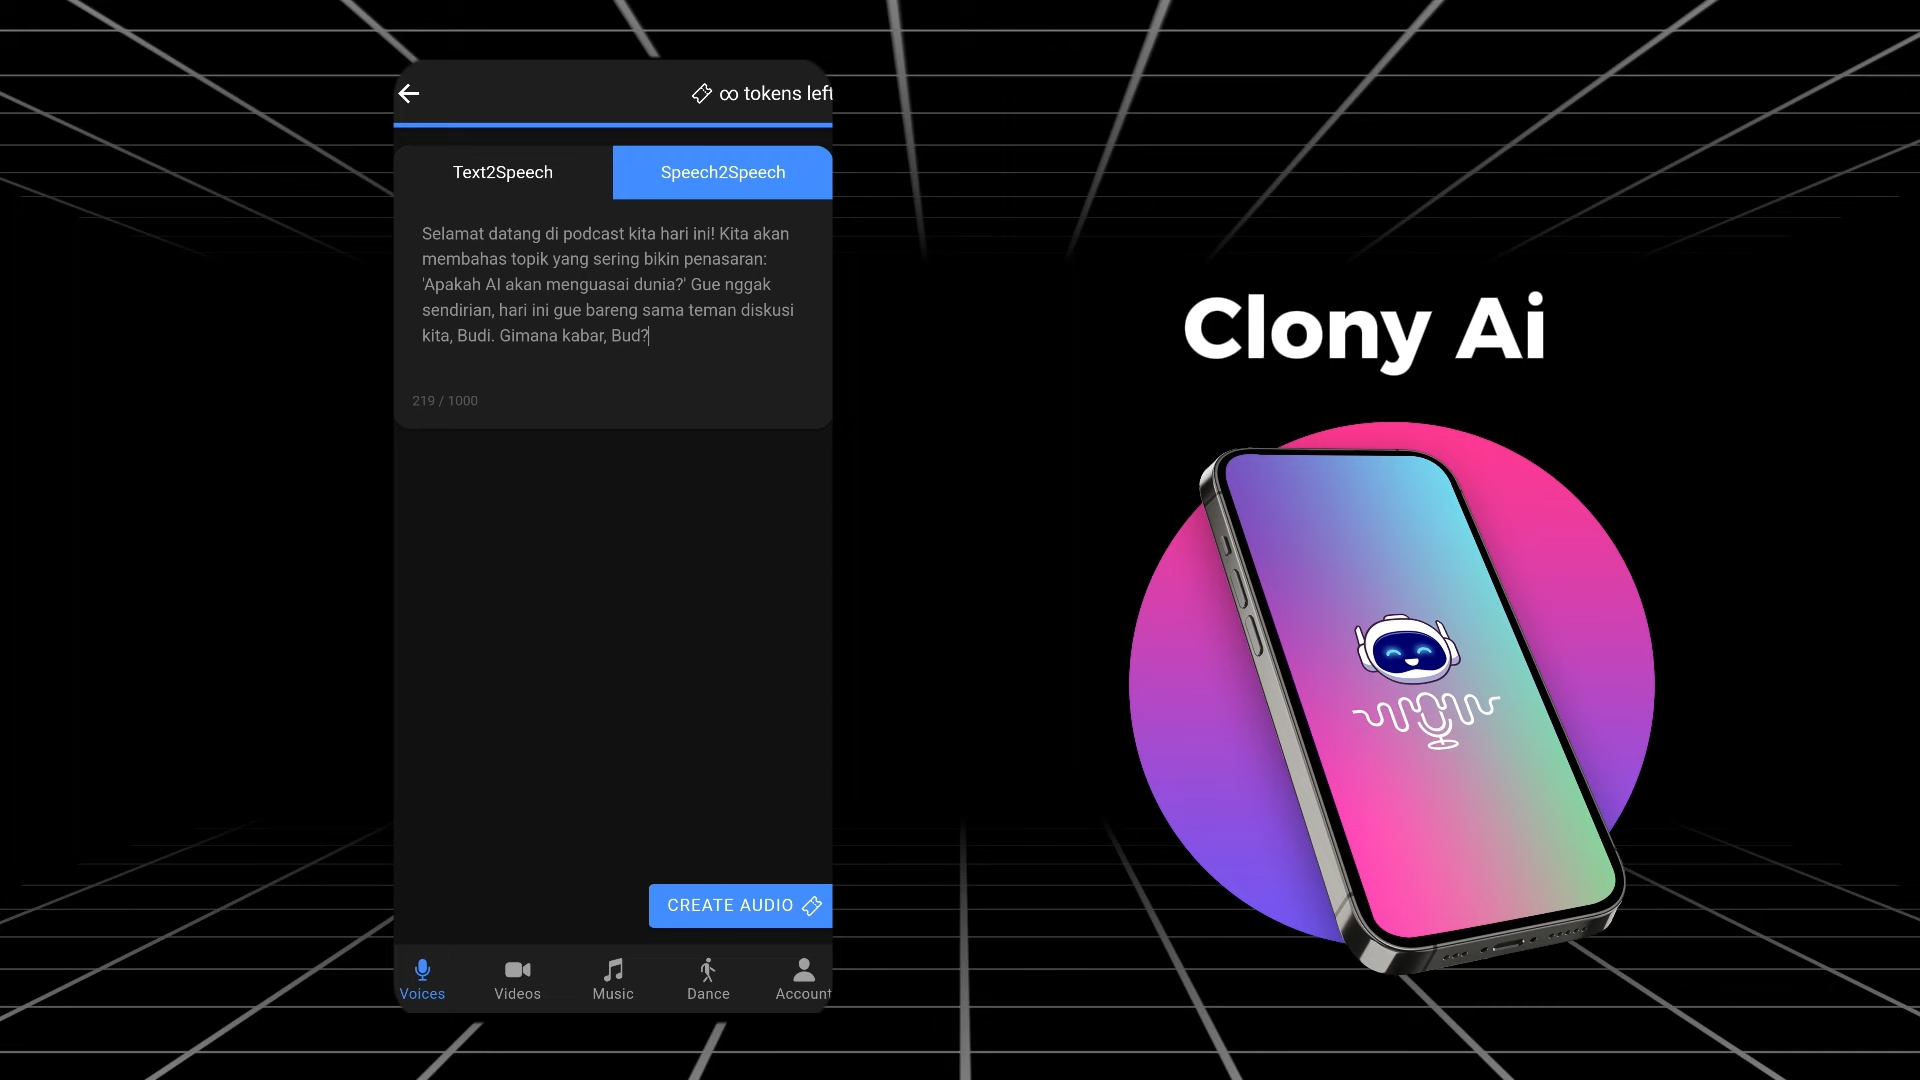 ∞ tokens left
Text2Speech
Speech2Speech
Selamat datang di podcast kita hari ini! Kita akan
membahas topik yang sering bikin penasaran:
'Apakah AI akan menguasai dunia?' Gue nggak
sendirian, hari ini gue bareng sama teman diskusi
kita, Budi. Gimana kabar, Bud?
219 / 1000
CREATE AUDIO
Voices
Videos
Music
Dance
Account
Clony Ai